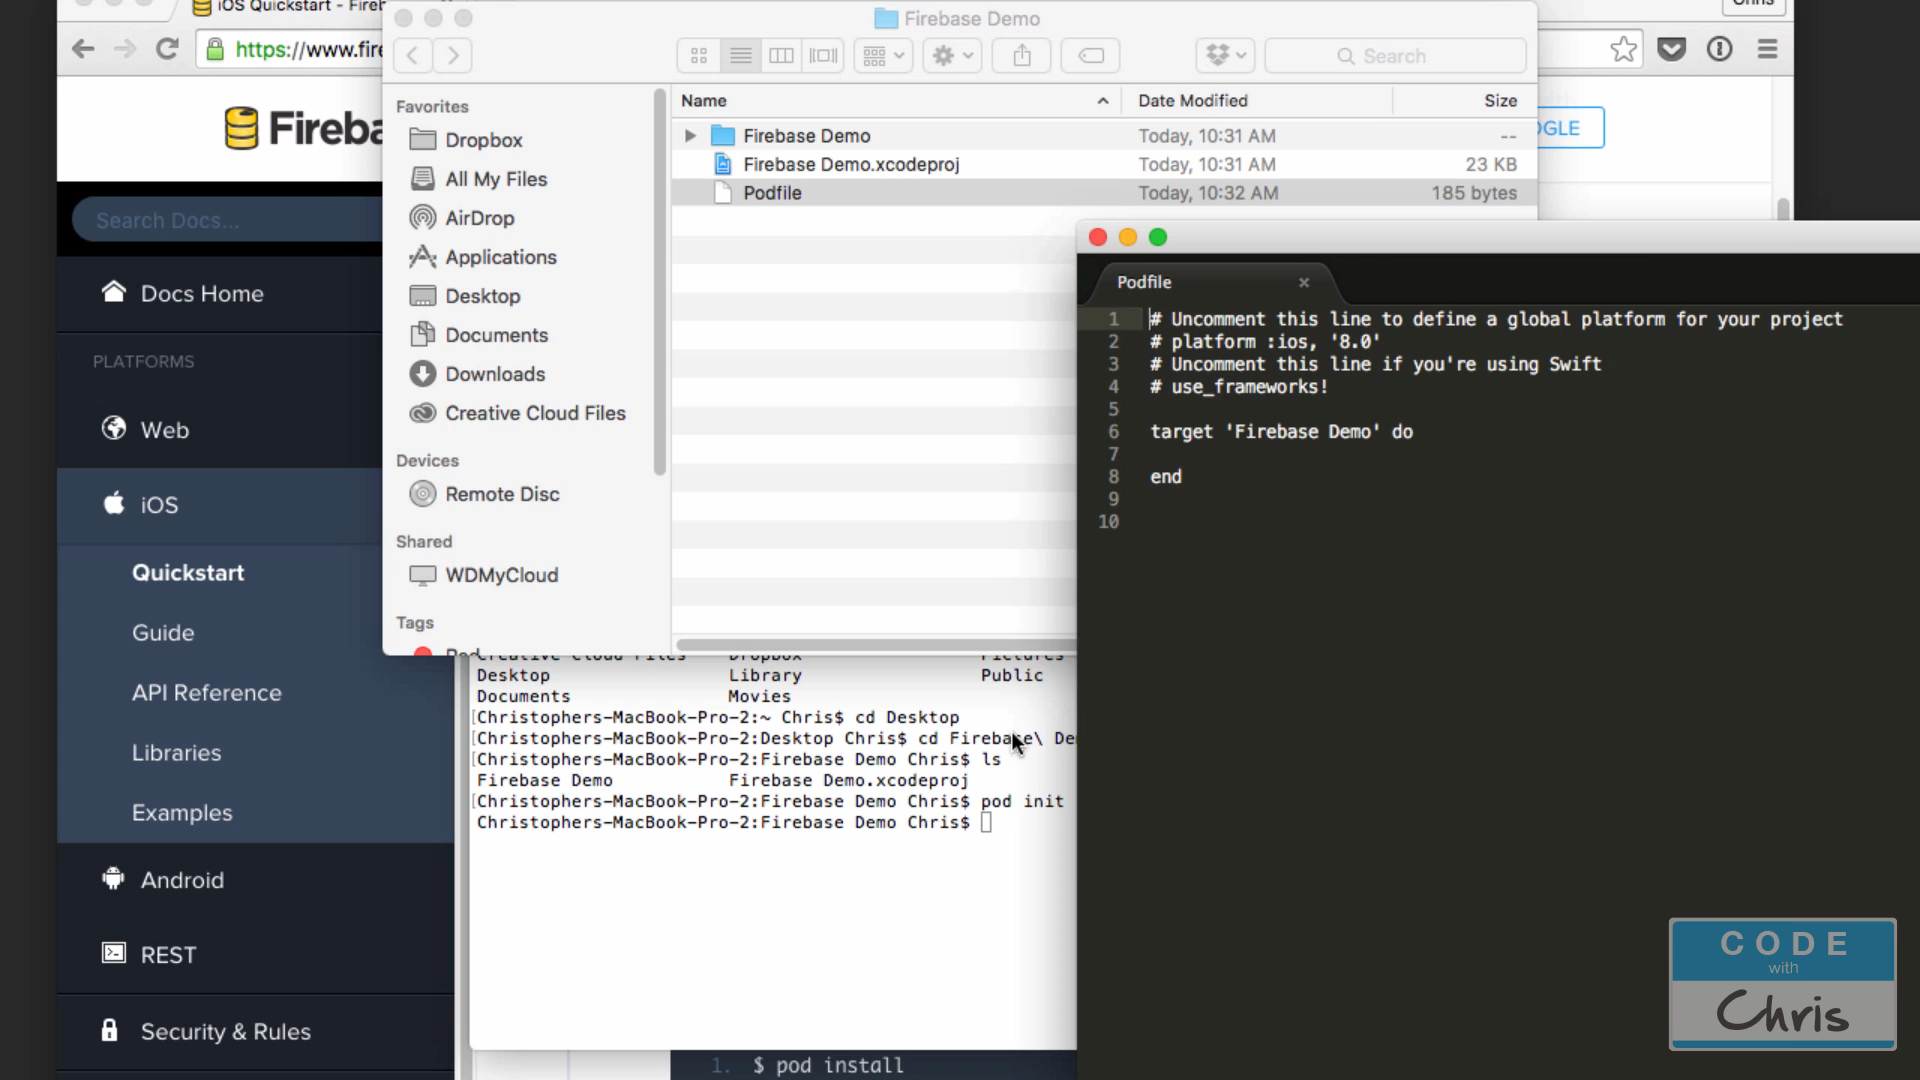 iOS Quickstart - Fireb
Firebase Demo
Chris
https://www.fire
Search
Fireba
OGLE
Search Docs...
Docs Home
PLATFORMS
Web
iOS
Quickstart
Guide
API Reference
Libraries
Examples
Android
REST
Security & Rules
Favorites
Dropbox
All My Files
AirDrop
Applications
Desktop
Documents
Downloads
Creative Cloud Files
Devices
Remote Disc
Shared
WDMyCloud
Tags
Red
Name Date Modified Size
Firebase Demo Today, 10:31 AM --
Firebase Demo.xcodeproj Today, 10:31 AM 23 KB
Podfile Today, 10:32 AM 185 bytes
Podfile
1 # Uncomment this line to define a global platform for your project
2 # platform :ios, '8.0'
3 # Uncomment this line if you're using Swift
4 # use_frameworks!
5
6 target 'Firebase Demo' do
7
8 end
9
10
Creative Cloud Files Dropbox Pictures
Desktop Library Public
Documents Movies
[Christophers-MacBook-Pro-2:~ Chris$ cd Desktop
[Christophers-MacBook-Pro-2:Desktop Chris$ cd Firebase\ De
[Christophers-MacBook-Pro-2:Firebase Demo Chris$ ls
Firebase Demo Firebase Demo.xcodeproj
[Christophers-MacBook-Pro-2:Firebase Demo Chris$ pod init
Christophers-MacBook-Pro-2:Firebase Demo Chris$
1. $ pod install
CODE
with
Chris